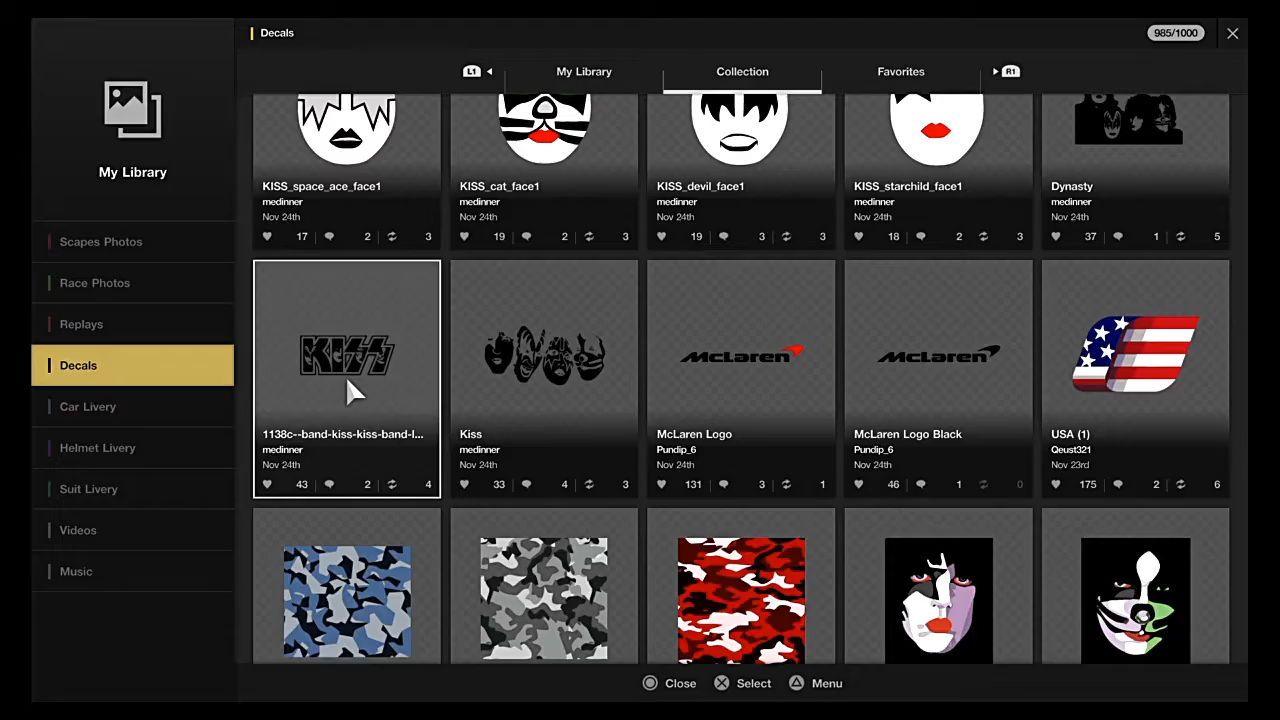 Decals
985/1000
L1
My Library
Collection
Favorites
R1
My Library
Scapes Photos
Race Photos
Replays
Decals
Car Livery
Helmet Livery
Suit Livery
Videos
Music
KISS_space_ace_face1
medinner
Nov 24th
17 2 3
KISS_cat_face1
medinner
Nov 24th
19 2 3
KISS_devil_face1
medinner
Nov 24th
19 3 3
KISS_starchild_face1
medinner
Nov 24th
18 2 3
Dynasty
medinner
Nov 24th
37 1 5
KISS
1138c--band-kiss-kiss-band-l...
medinner
Nov 24th
43 2 4
Kiss
medinner
Nov 24th
33 4 3
McLaren
McLaren Logo
Pundip_6
Nov 24th
131 3 1
McLaren
McLaren Logo Black
Pundip_6
Nov 24th
46 1 0
USA (1)
Qeust321
Nov 23rd
175 2 6
Close
Select
Menu